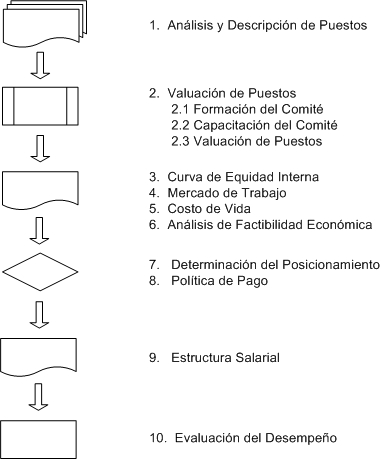 1. Análisis y Descripción de Puestos
2. Valuación de Puestos
2.1 Formación del Comité
2.2 Capacitación del Comité
2.3 Valuación de Puestos
3. Curva de Equidad Interna
4. Mercado de Trabajo
5. Costo de Vida
6. Análisis de Factibilidad Económica
7. Determinación del Posicionamiento
8. Política de Pago
9. Estructura Salarial
10. Evaluación del Desempeño